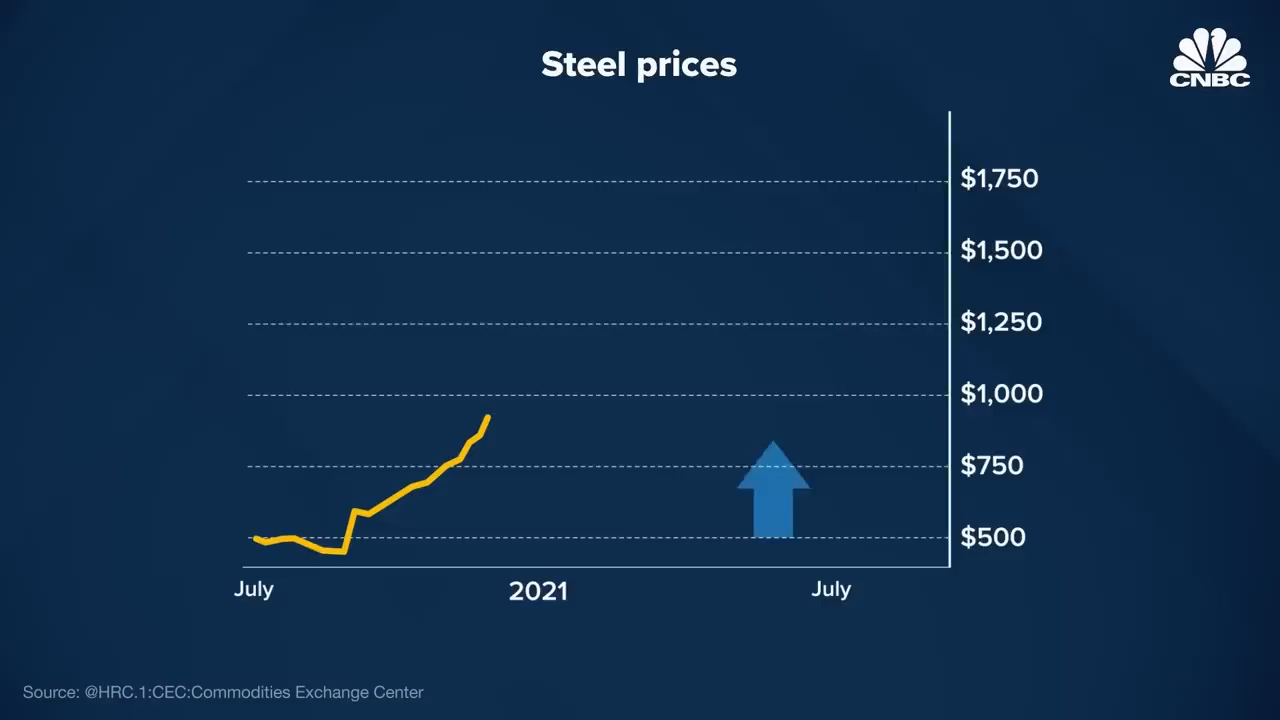 Steel prices
CNBC
$1,750
$1,500
$1,250
$1,000
$750
$500
July
2021
July
Source: @HRC.1:CEC:Commodities Exchange Center